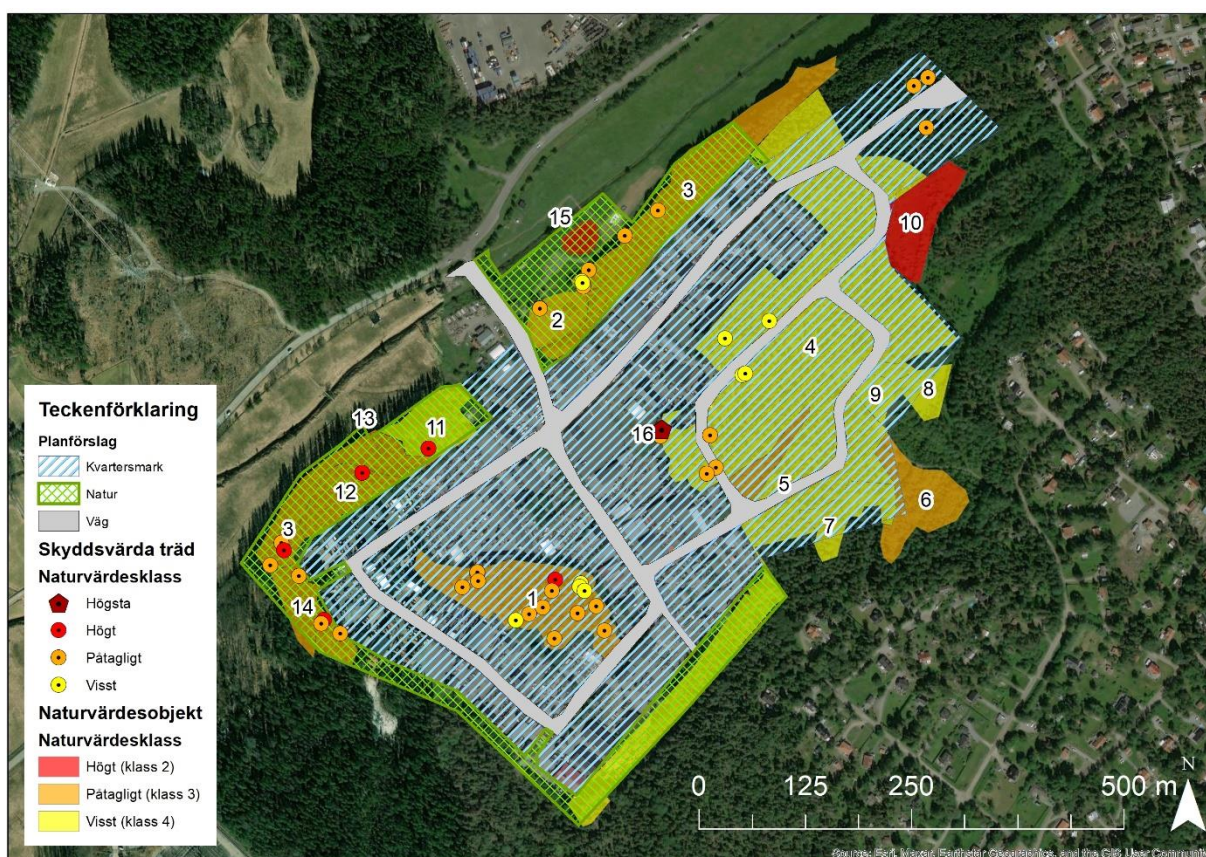 3
15
10
2
4
8
13
11
9
16
12
5
6
3
7
1
14
Teckenförklaring
Planförslag
Kvartersmark
Natur
Väg
Skyddsvärda träd
Naturvärdesklass
Högsta
Högt
Påtagligt
Visst
Naturvärdesobjekt
Naturvärdesklass
Högt (klass 2)
Påtagligt (klass 3)
Visst (klass 4)
N
0 125 250 500 m
Source: Esri, Maxar, Earthstar Geographics, and the GIS User Community